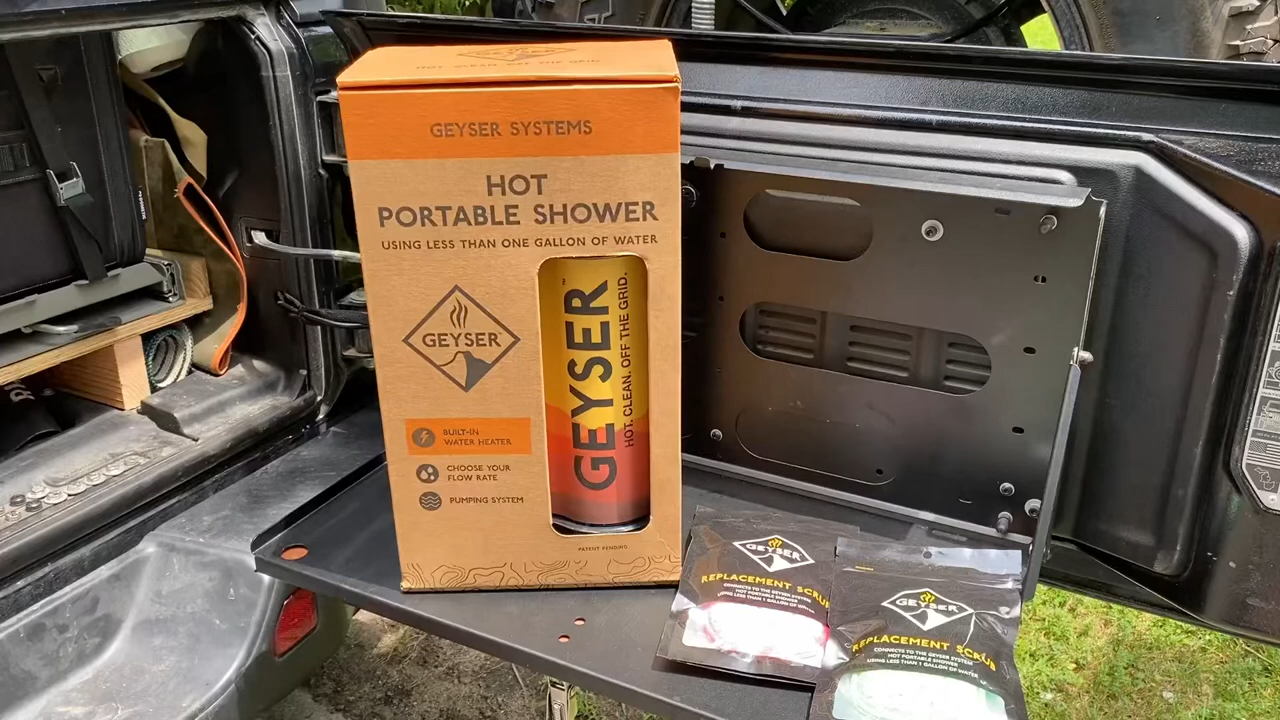 HOT. CLEAN. OFF THE GRID.
GEYSER SYSTEMS
HOT
PORTABLE SHOWER
USING LESS THAN ONE GALLON OF WATER
GEYSER
BUILT-IN
WATER HEATER
CHOOSE YOUR
FLOW RATE
PUMPING SYSTEM
GEYSER™
HOT. CLEAN. OFF THE GRID.
PATENT PENDING
GEYSER
REPLACEMENT SCRUB
CONNECTS TO THE GEYSER SYSTEM
HOT PORTABLE SHOWER
USING LESS THAN 1 GALLON OF WATER
GEYSER
REPLACEMENT SCRUB
CONNECTS TO THE GEYSER SYSTEM
HOT PORTABLE SHOWER
USING LESS THAN 1 GALLON OF WATER